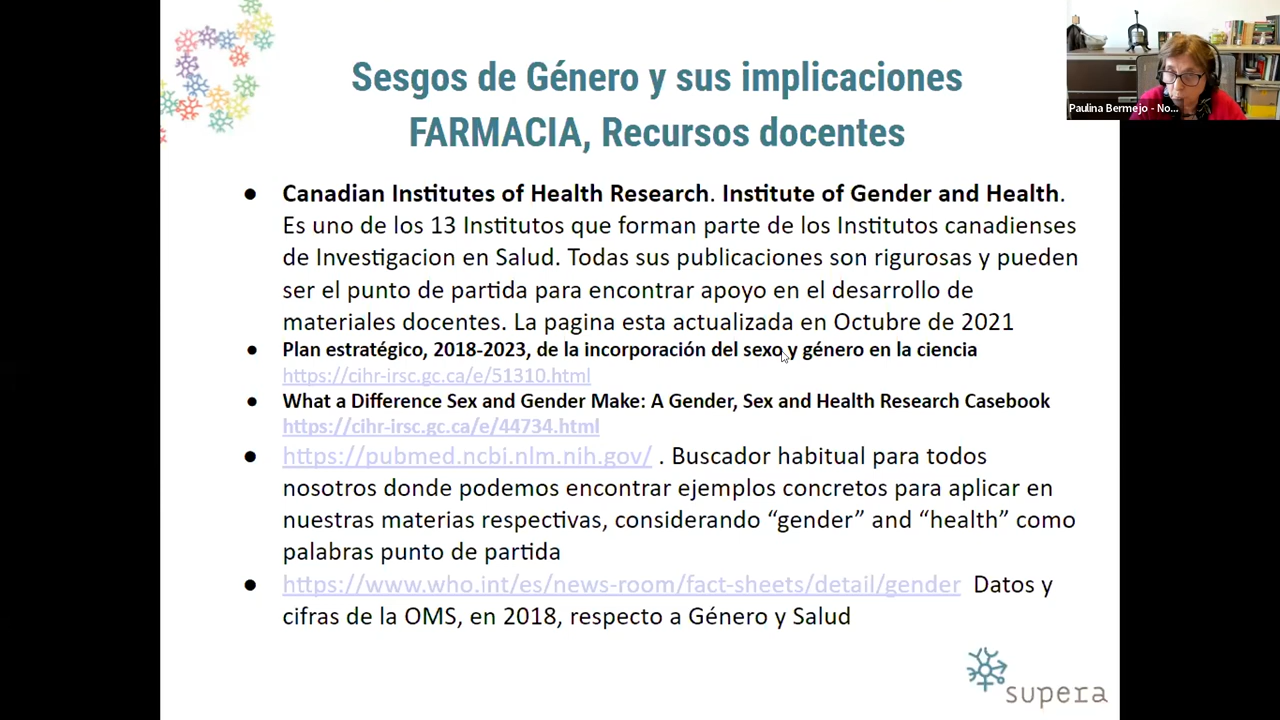 Sesgos de Género y sus implicaciones
FARMACIA, Recursos docentes
Paulina Bermejo - No...
● Canadian Institutes of Health Research. Institute of Gender and Health.
Es uno de los 13 Institutos que forman parte de los Institutos canadienses
de Investigacion en Salud. Todas sus publicaciones son rigurosas y pueden
ser el punto de partida para encontrar apoyo en el desarrollo de
materiales docentes. La pagina esta actualizada en Octubre de 2021
● Plan estratégico, 2018-2023, de la incorporación del sexo y género en la ciencia
https://cihr-irsc.gc.ca/e/51310.html
● What a Difference Sex and Gender Make: A Gender, Sex and Health Research Casebook
https://cihr-irsc.gc.ca/e/44734.html
● https://pubmed.ncbi.nlm.nih.gov/ . Buscador habitual para todos
nosotros donde podemos encontrar ejemplos concretos para aplicar en
nuestras materias respectivas, considerando “gender” and “health” como
palabras punto de partida
● https://www.who.int/es/news-room/fact-sheets/detail/gender Datos y
cifras de la OMS, en 2018, respecto a Género y Salud
supera